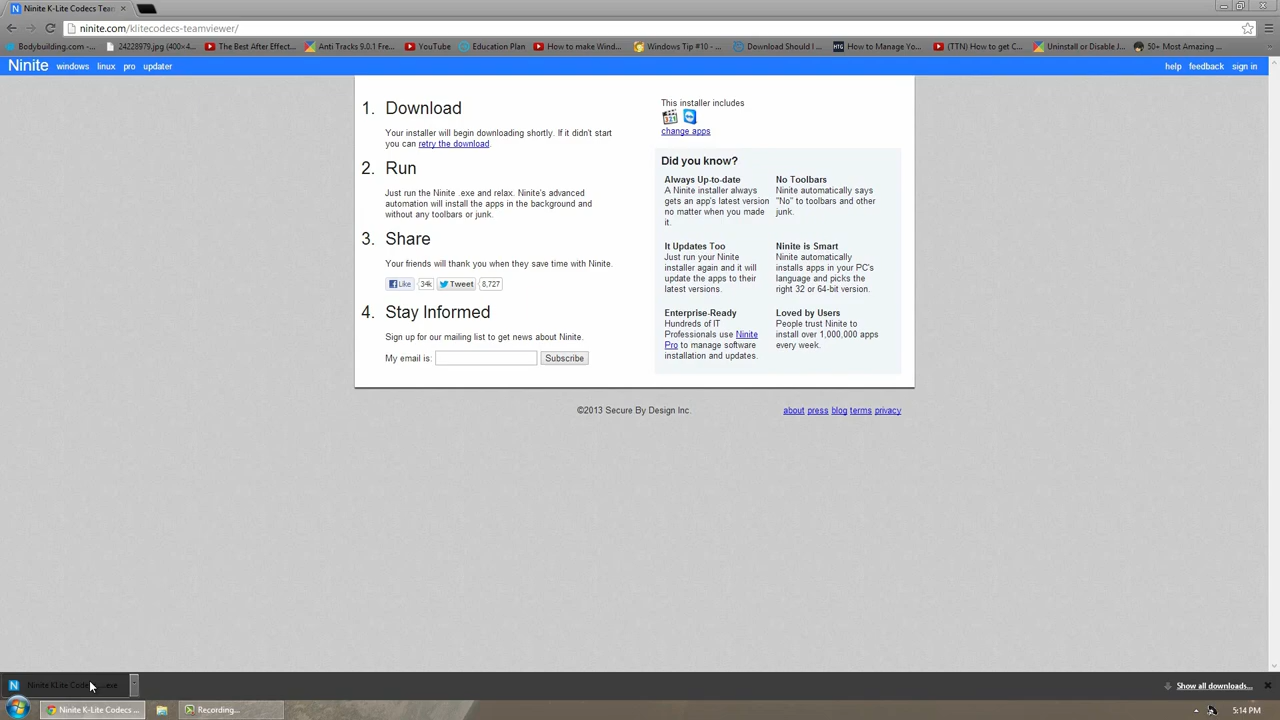 Ninite K-Lite Codecs Team
ninite.com/klitecodecs-teamviewer/
Bodybuilding.com -... 24228979.jpg (400×4... The Best After Effect... Anti Tracks 9.0.1 Fre... YouTube Education Plan How to make Wind... Windows Tip #10 - ... Download Should I ... HTG How to Manage Yo... (TTN) How to get C... Uninstall or Disable J... 50+ Most Amazing ...
Ninite windows linux pro updater help feedback sign in
1. Download
Your installer will begin downloading shortly. If it didn't start
you can retry the download.
2. Run
Just run the Ninite .exe and relax. Ninite's advanced
automation will install the apps in the background and
without any toolbars or junk.
3. Share
Your friends will thank you when they save time with Ninite.
Like 34k Tweet 8,727
4. Stay Informed
Sign up for our mailing list to get news about Ninite.
My email is: Subscribe
This installer includes
321
change apps
Did you know?
Always Up-to-date
A Ninite installer always
gets an app's latest version
no matter when you made
it.
No Toolbars
Ninite automatically says
"No" to toolbars and other
junk.
It Updates Too
Just run your Ninite
installer again and it will
update the apps to their
latest versions.
Ninite is Smart
Ninite automatically
installs apps in your PC's
language and picks the
right 32 or 64-bit version.
Enterprise-Ready
Hundreds of IT
Professionals use Ninite
Pro to manage software
installation and updates.
Loved by Users
People trust Ninite to
install over 1,000,000 apps
every week.
©2013 Secure By Design Inc. about press blog terms privacy
Ninite KLite Codecs ....exe Show all downloads...
Ninite K-Lite Codecs ... Recording... 5:14 PM